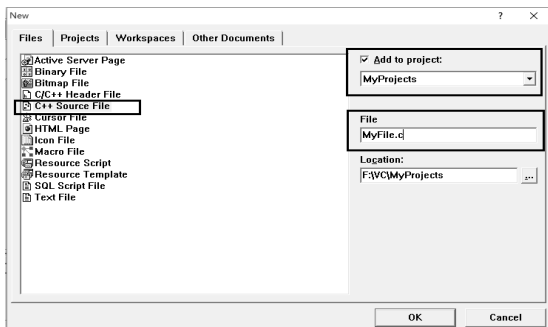 New
? ×
Files Projects Workspaces Other Documents
Active Server Page
Binary File
Bitmap File
C/C++ Header File
C++ Source File
Cursor File
HTML Page
Icon File
Macro File
Resource Script
Resource Template
SQL Script File
Text File
Add to project:
MyProjects
File
MyFile.c
Location:
F:\VC\MyProjects
...
OK Cancel